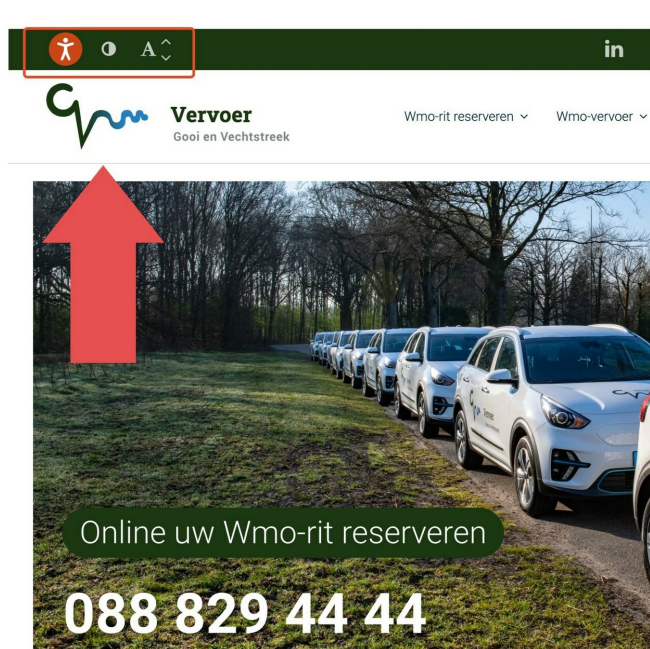 A
in
Vervoer
Gooi en Vechtstreek
Wmo-rit reserveren
Wmo-vervoer
Vervoer
Online uw Wmo-rit reserveren
088 829 44 44